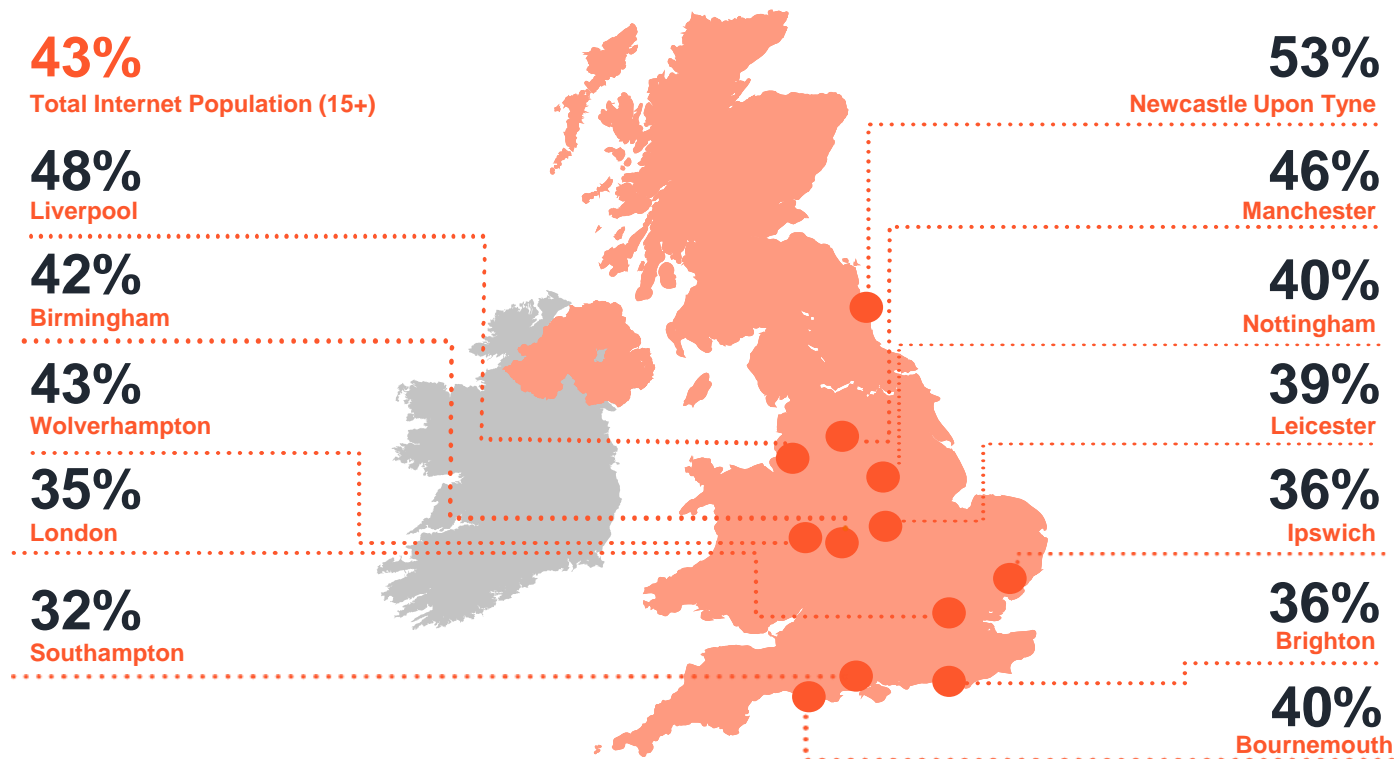 43%
Total Internet Population (15+)
48%
Liverpool
42%
Birmingham
43%
Wolverhampton
35%
London
32%
Southampton
53%
Newcastle Upon Tyne
46%
Manchester
40%
Nottingham
39%
Leicester
36%
Ipswich
36%
Brighton
40%
Bournemouth